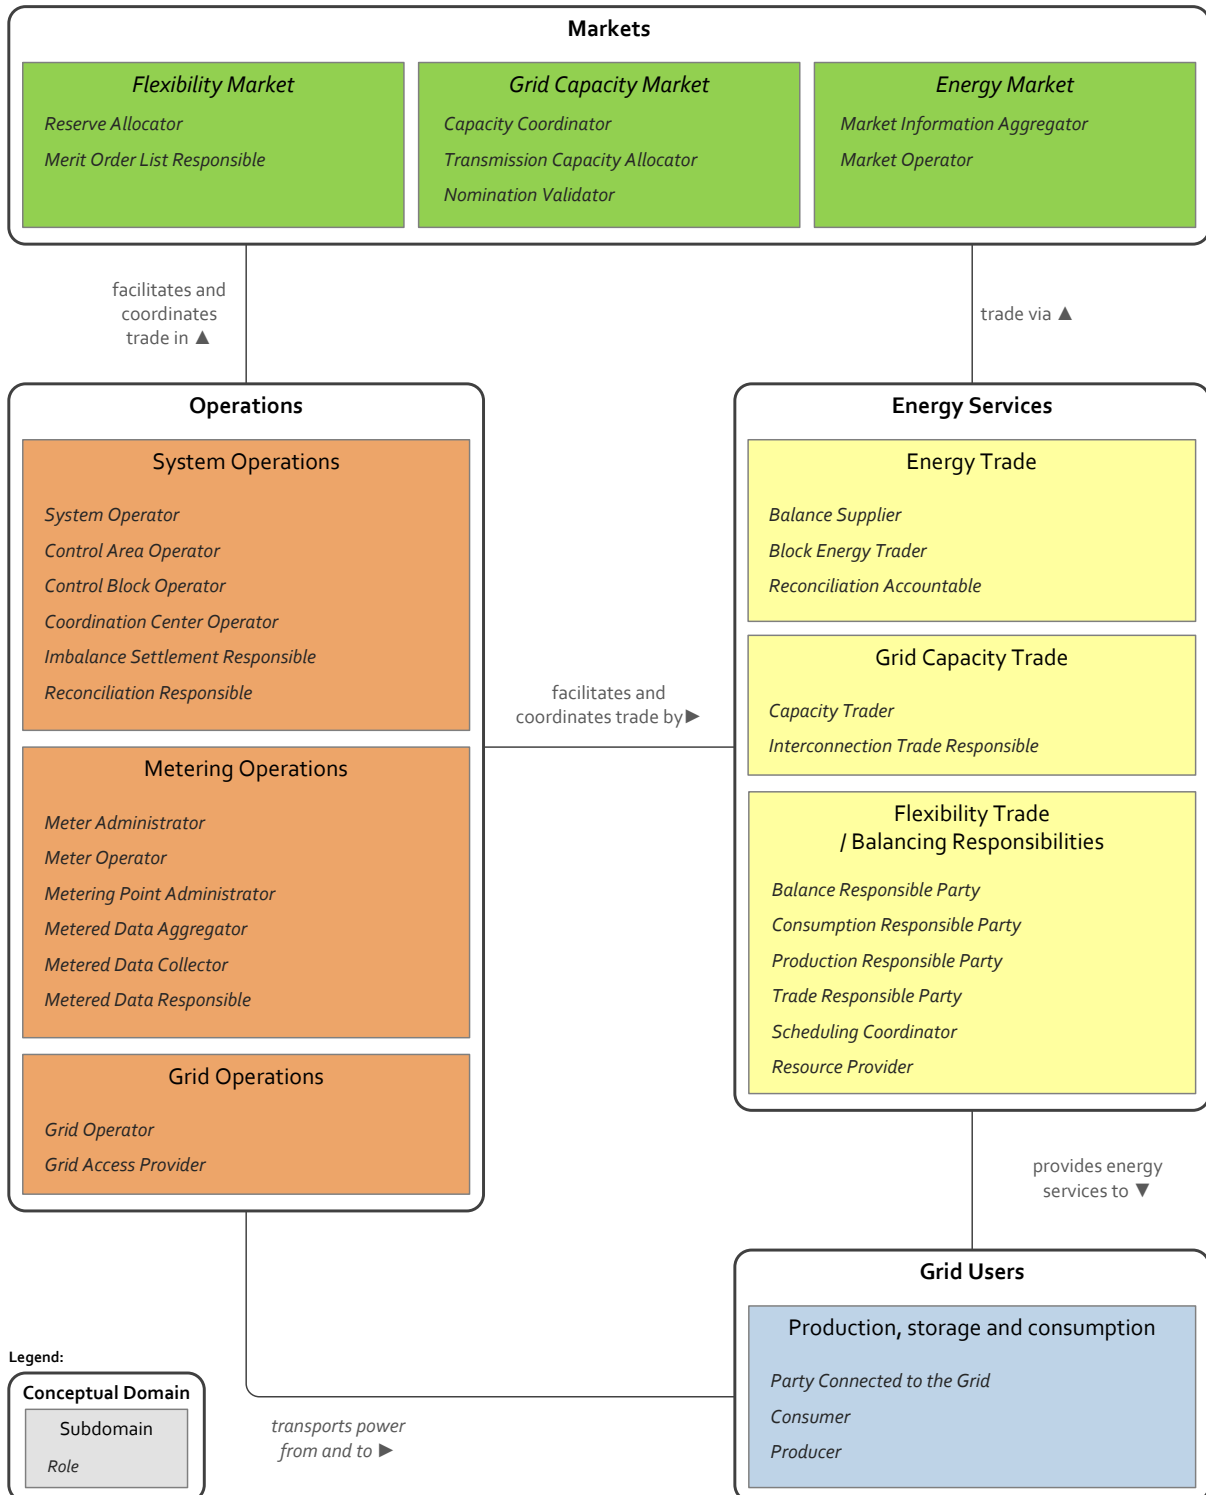 Markets
Flexibility Market
Reserve Allocator
Merit Order List Responsible
Grid Capacity Market
Capacity Coordinator
Transmission Capacity Allocator
Nomination Validator
Energy Market
Market Information Aggregator
Market Operator
facilitates and
coordinates
trade in ▲
trade via ▲
Operations
System Operations
System Operator
Control Area Operator
Control Block Operator
Coordination Center Operator
Imbalance Settlement Responsible
Reconciliation Responsible
Metering Operations
Meter Administrator
Meter Operator
Metering Point Administrator
Metered Data Aggregator
Metered Data Collector
Metered Data Responsible
Grid Operations
Grid Operator
Grid Access Provider
facilitates and
coordinates trade by ►
Energy Services
Energy Trade
Balance Supplier
Block Energy Trader
Reconciliation Accountable
Grid Capacity Trade
Capacity Trader
Interconnection Trade Responsible
Flexibility Trade
/ Balancing Responsibilities
Balance Responsible Party
Consumption Responsible Party
Production Responsible Party
Trade Responsible Party
Scheduling Coordinator
Resource Provider
provides energy
services to ▼
Grid Users
Production, storage and consumption
Party Connected to the Grid
Consumer
Producer
transports power
from and to ►
Legend:
Conceptual Domain
Subdomain
Role